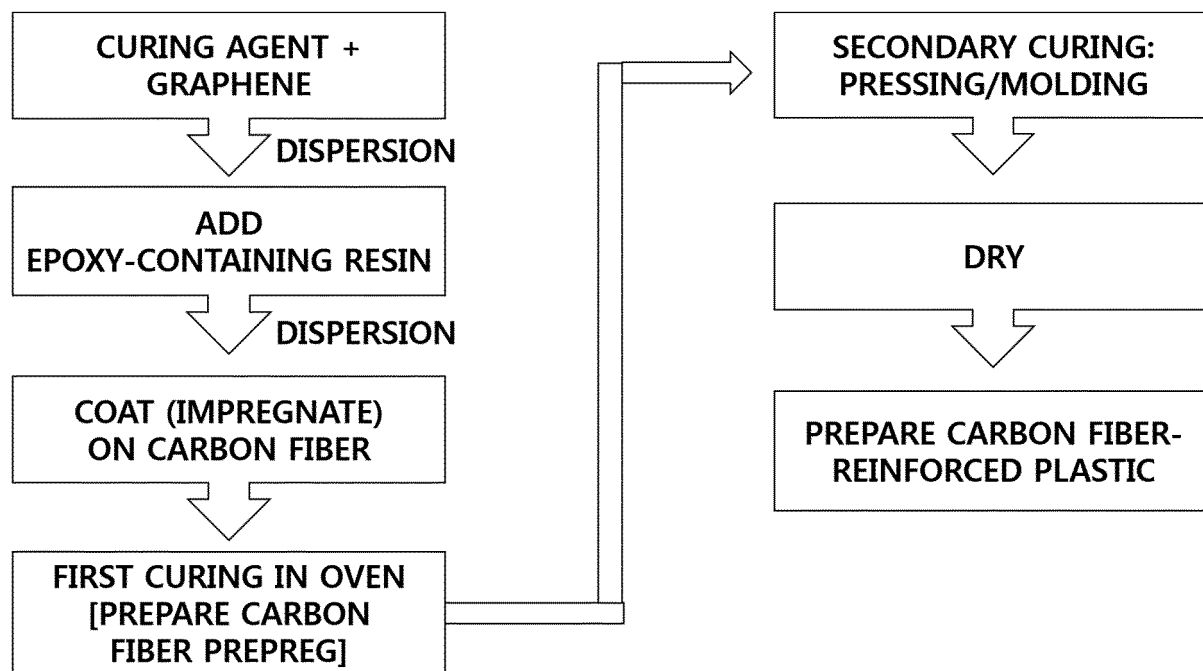 CURING AGENT +
GRAPHENE
DISPERSION
ADD
EPOXY-CONTAINING RESIN
DISPERSION
COAT (IMPREGNATE)
ON CARBON FIBER
FIRST CURING IN OVEN
[PREPARE CARBON
FIBER PREPREG]
SECONDARY CURING:
PRESSING/MOLDING
DRY
PREPARE CARBON FIBER-
REINFORCED PLASTIC